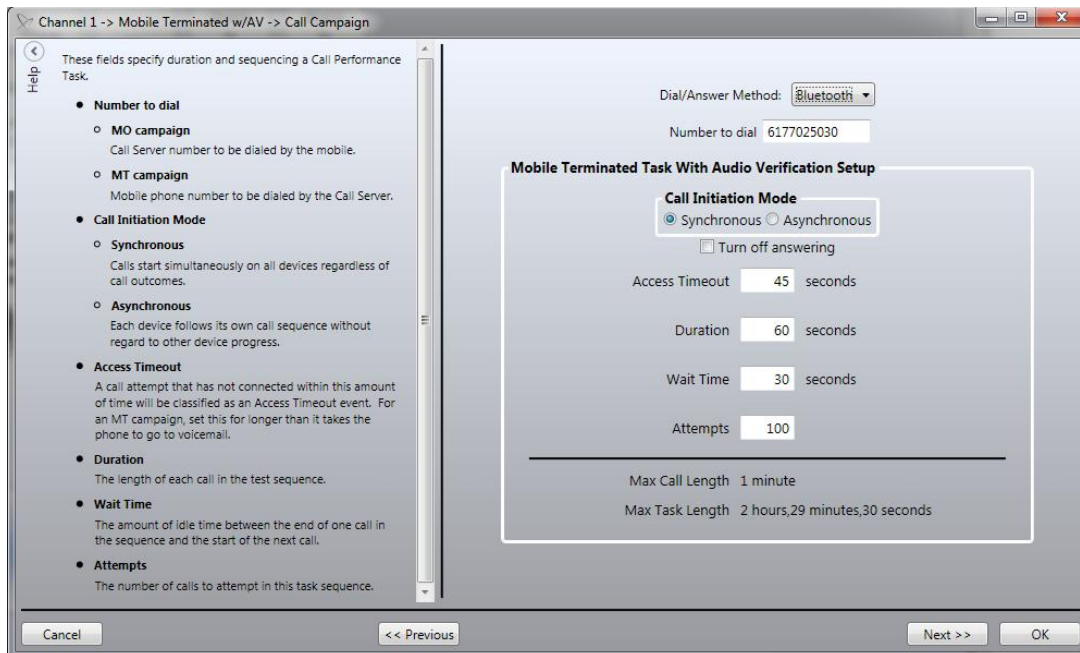 Channel 1 -> Mobile Terminated w/AV -> Call Campaign
Help
These fields specify duration and sequencing a Call Performance
Task.
• Number to dial
o MO campaign
Call Server number to be dialed by the mobile.
o MT campaign
Mobile phone number to be dialed by the Call Server.
• Call Initiation Mode
o Synchronous
Calls start simultaneously on all devices regardless of
call outcomes.
o Asynchronous
Each device follows its own call sequence without
regard to other device progress.
• Access Timeout
A call attempt that has not connected within this amount
of time will be classified as an Access Timeout event. For
an MT campaign, set this for longer than it takes the
phone to go to voicemail.
• Duration
The length of each call in the test sequence.
• Wait Time
The amount of idle time between the end of one call in
the sequence and the start of the next call.
• Attempts
The number of calls to attempt in this task sequence.
Dial/Answer Method: Bluetooth
Number to dial 6177025030
Mobile Terminated Task With Audio Verification Setup
Call Initiation Mode
Synchronous Asynchronous
Turn off answering
Access Timeout 45 seconds
Duration 60 seconds
Wait Time 30 seconds
Attempts 100
Max Call Length 1 minute
Max Task Length 2 hours,29 minutes,30 seconds
Cancel << Previous Next >> OK